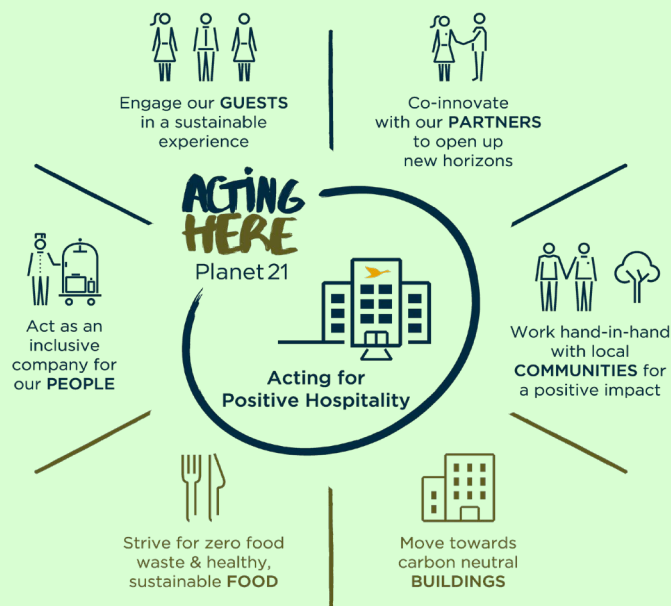 Engage our GUESTS
in a sustainable
experience
Co-innovate
with our PARTNERS
to open up
new horizons
ACTING
HERE
Planet 21
Act as an
inclusive
company for
our PEOPLE
Acting for
Positive Hospitality
Work hand-in-hand
with local
COMMUNITIES for
a positive impact
Strive for zero food
waste & healthy,
sustainable FOOD
Move towards
carbon neutral
BUILDINGS